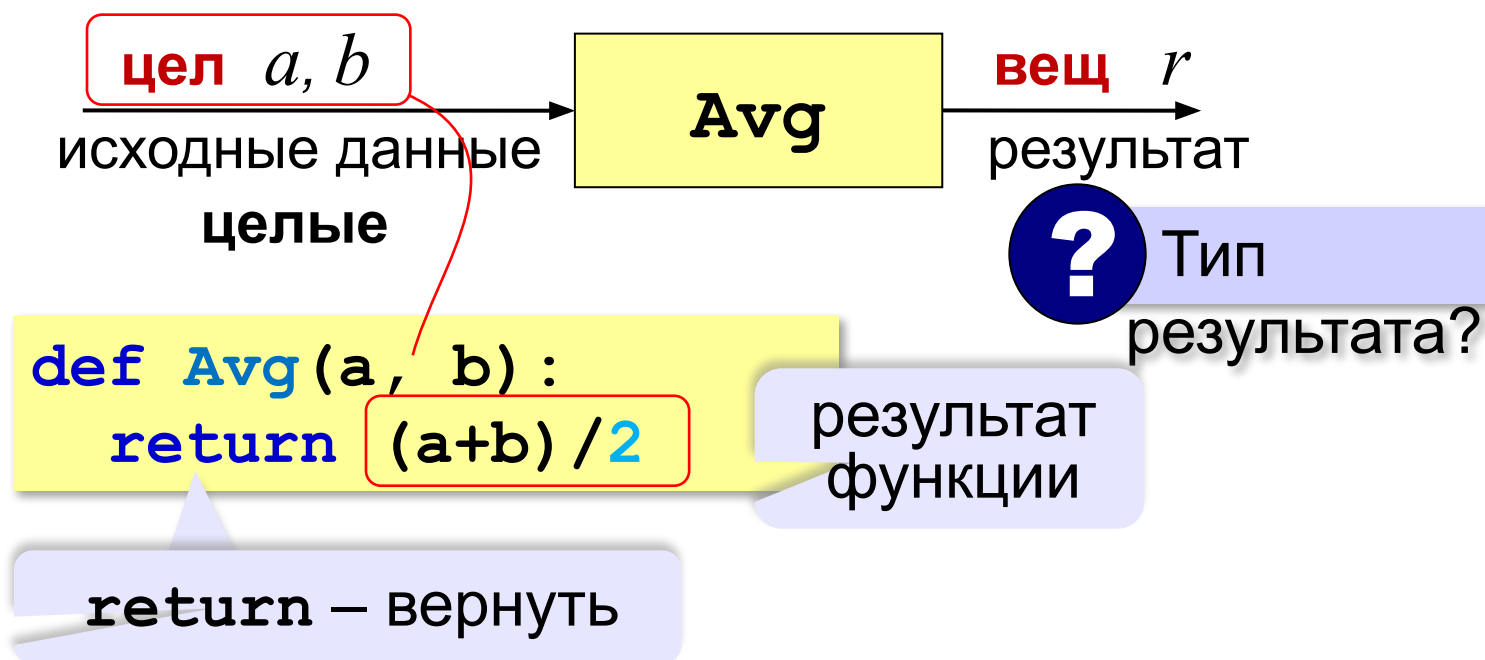 цел a, b
Avg
вещ r
исходные данные
результат
целые
? Тип
результата?
def Avg(a, b):
return (a+b)/2
результат
функции
return – вернуть